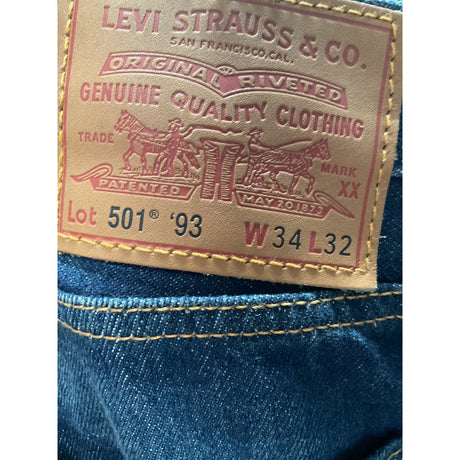 LEVI STRAUSS & CO.
SAN FRANCISCO, CAL.
ORIGINAL RIVETED
GENUINE QUALITY CLOTHING
TRADE MARK
XX
PATENTED MAY 20 1873
Lot 501® '93 W34 L32